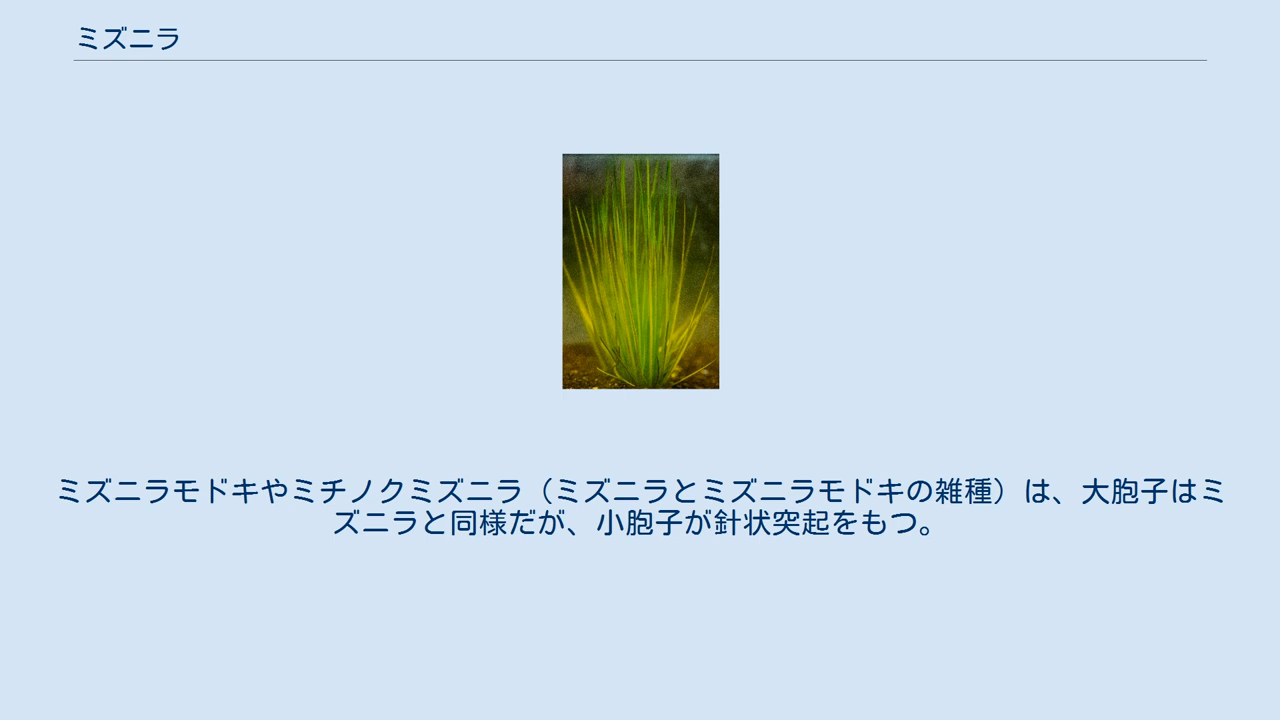 ミズニラ
ミズニラモドキやミチノクミズニラ（ミズニラとミズニラモドキの雑種）は、大胞子はミ
ズニラと同様だが、小胞子が針状突起をもつ。